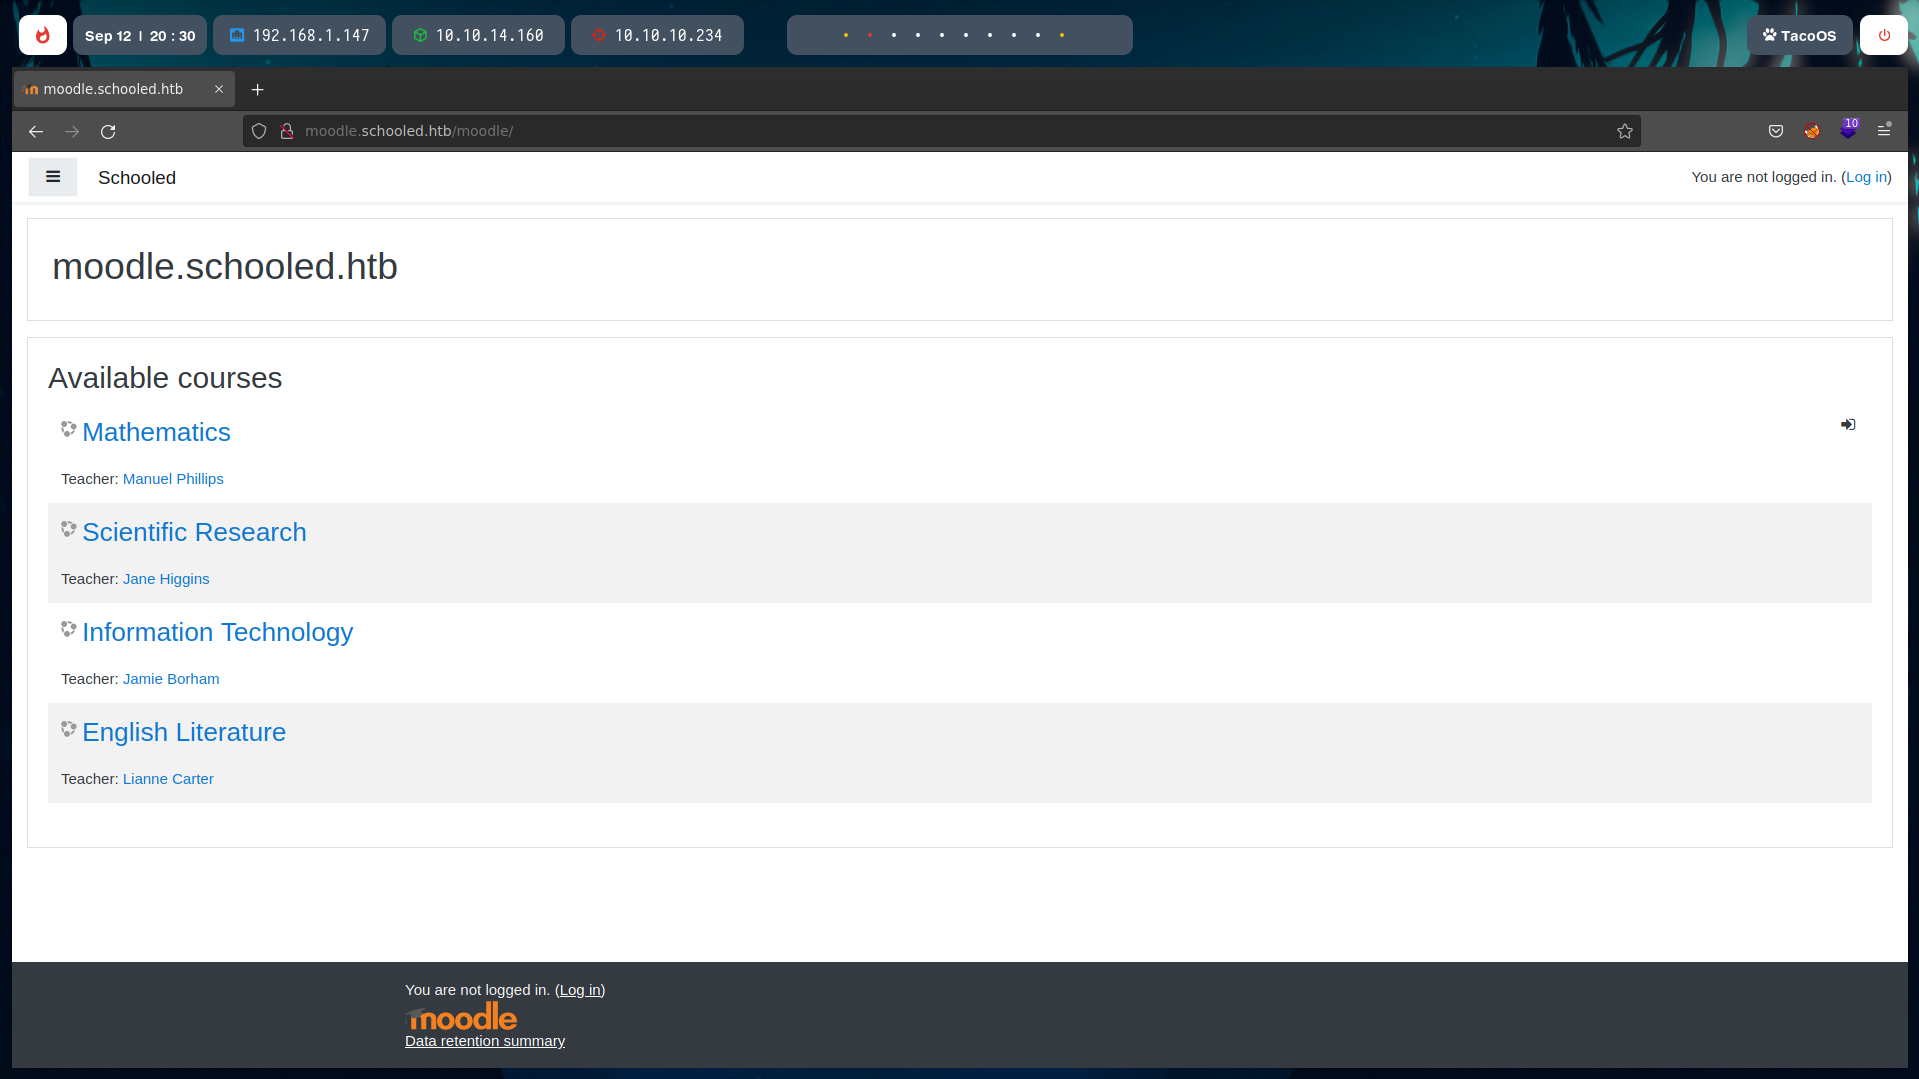 Sep 12 | 20 : 30
192.168.1.147
10.10.14.160
10.10.10.234
TacoOS
moodle.schooled.htb
moodle.schooled.htb/moodle/
10
Schooled
You are not logged in. (Log in)
moodle.schooled.htb
Available courses
Mathematics
Teacher: Manuel Phillips
Scientific Research
Teacher: Jane Higgins
Information Technology
Teacher: Jamie Borham
English Literature
Teacher: Lianne Carter
You are not logged in. (Log in)
moodle
Data retention summary